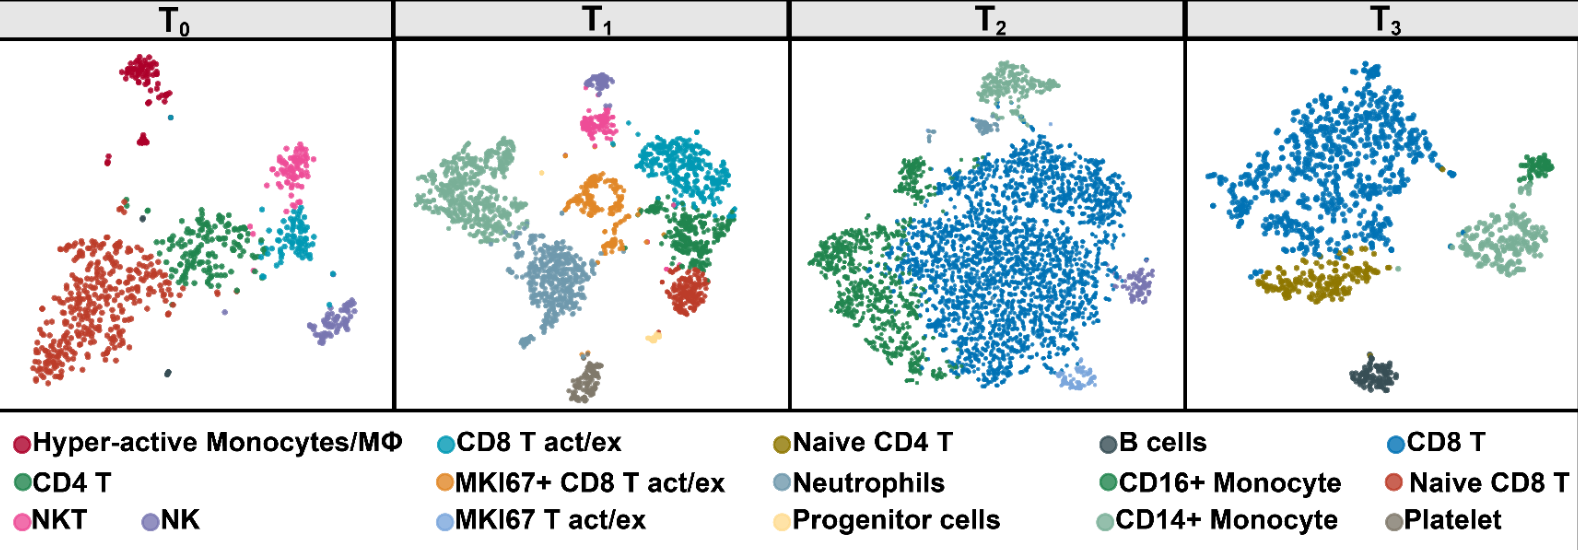 T₀ T₁ T₂ T₃
Hyper-active Monocytes/MΦ CD8 T act/ex Naive CD4 T B cells CD8 T
CD4 T MKI67+ CD8 T act/ex Neutrophils CD16+ Monocyte Naive CD8 T
NKT NK MKI67 T act/ex Progenitor cells CD14+ Monocyte Platelet